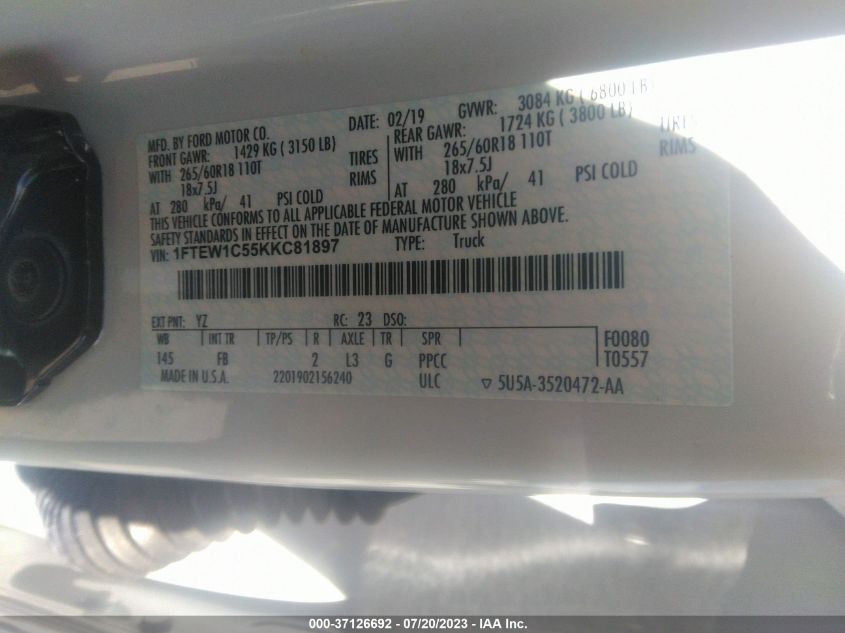 MFD. BY FORD MOTOR CO. DATE: 02/19 GVWR: 3084 KG ( 6800 LB)
FRONT GAWR: 1429 KG ( 3150 LB) REAR GAWR: 1724 KG ( 3800 LB)
WITH 265/60R18 110T TIRES WITH 265/60R18 110T TIRES
18x7.5J RIMS 18x7.5J RIMS
AT 280 kPa/ 41 PSI COLD AT 280 kPa/ 41 PSI COLD
THIS VEHICLE CONFORMS TO ALL APPLICABLE FEDERAL MOTOR VEHICLE
SAFETY STANDARDS IN EFFECT ON THE DATE OF MANUFACTURE SHOWN ABOVE.
VIN: 1FTEW1C55KKC81897 TYPE: Truck
EXT PNT: YZ RC: 23 DSO:
WB INT TR TP/PS R AXLE TR SPR F0080
145 FB 2 L3 G PPCC T0557
MADE IN U.S.A. 2201902156240 ULC ▽ 5U5A-3520472-AA
000-37126692 - 07/20/2023 - IAA Inc.